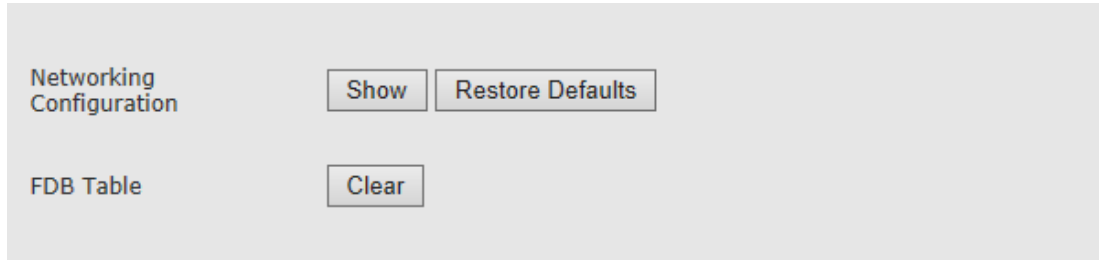 Networking
Configuration
Show Restore Defaults
FDB Table Clear